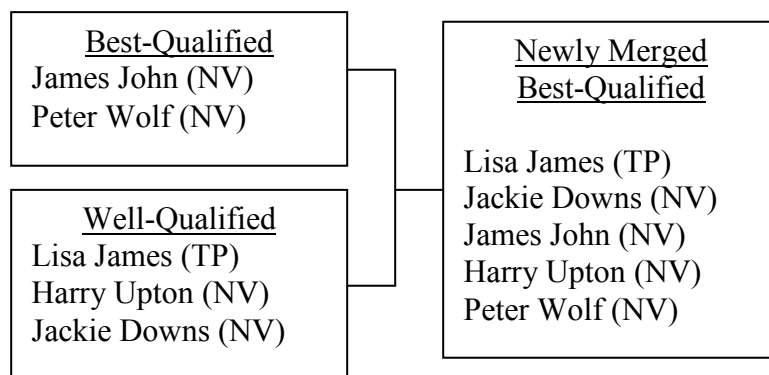 Best-Qualified
James John (NV)
Peter Wolf (NV)
Well-Qualified
Lisa James (TP)
Harry Upton (NV)
Jackie Downs (NV)
Newly Merged
Best-Qualified
Lisa James (TP)
Jackie Downs (NV)
James John (NV)
Harry Upton (NV)
Peter Wolf (NV)